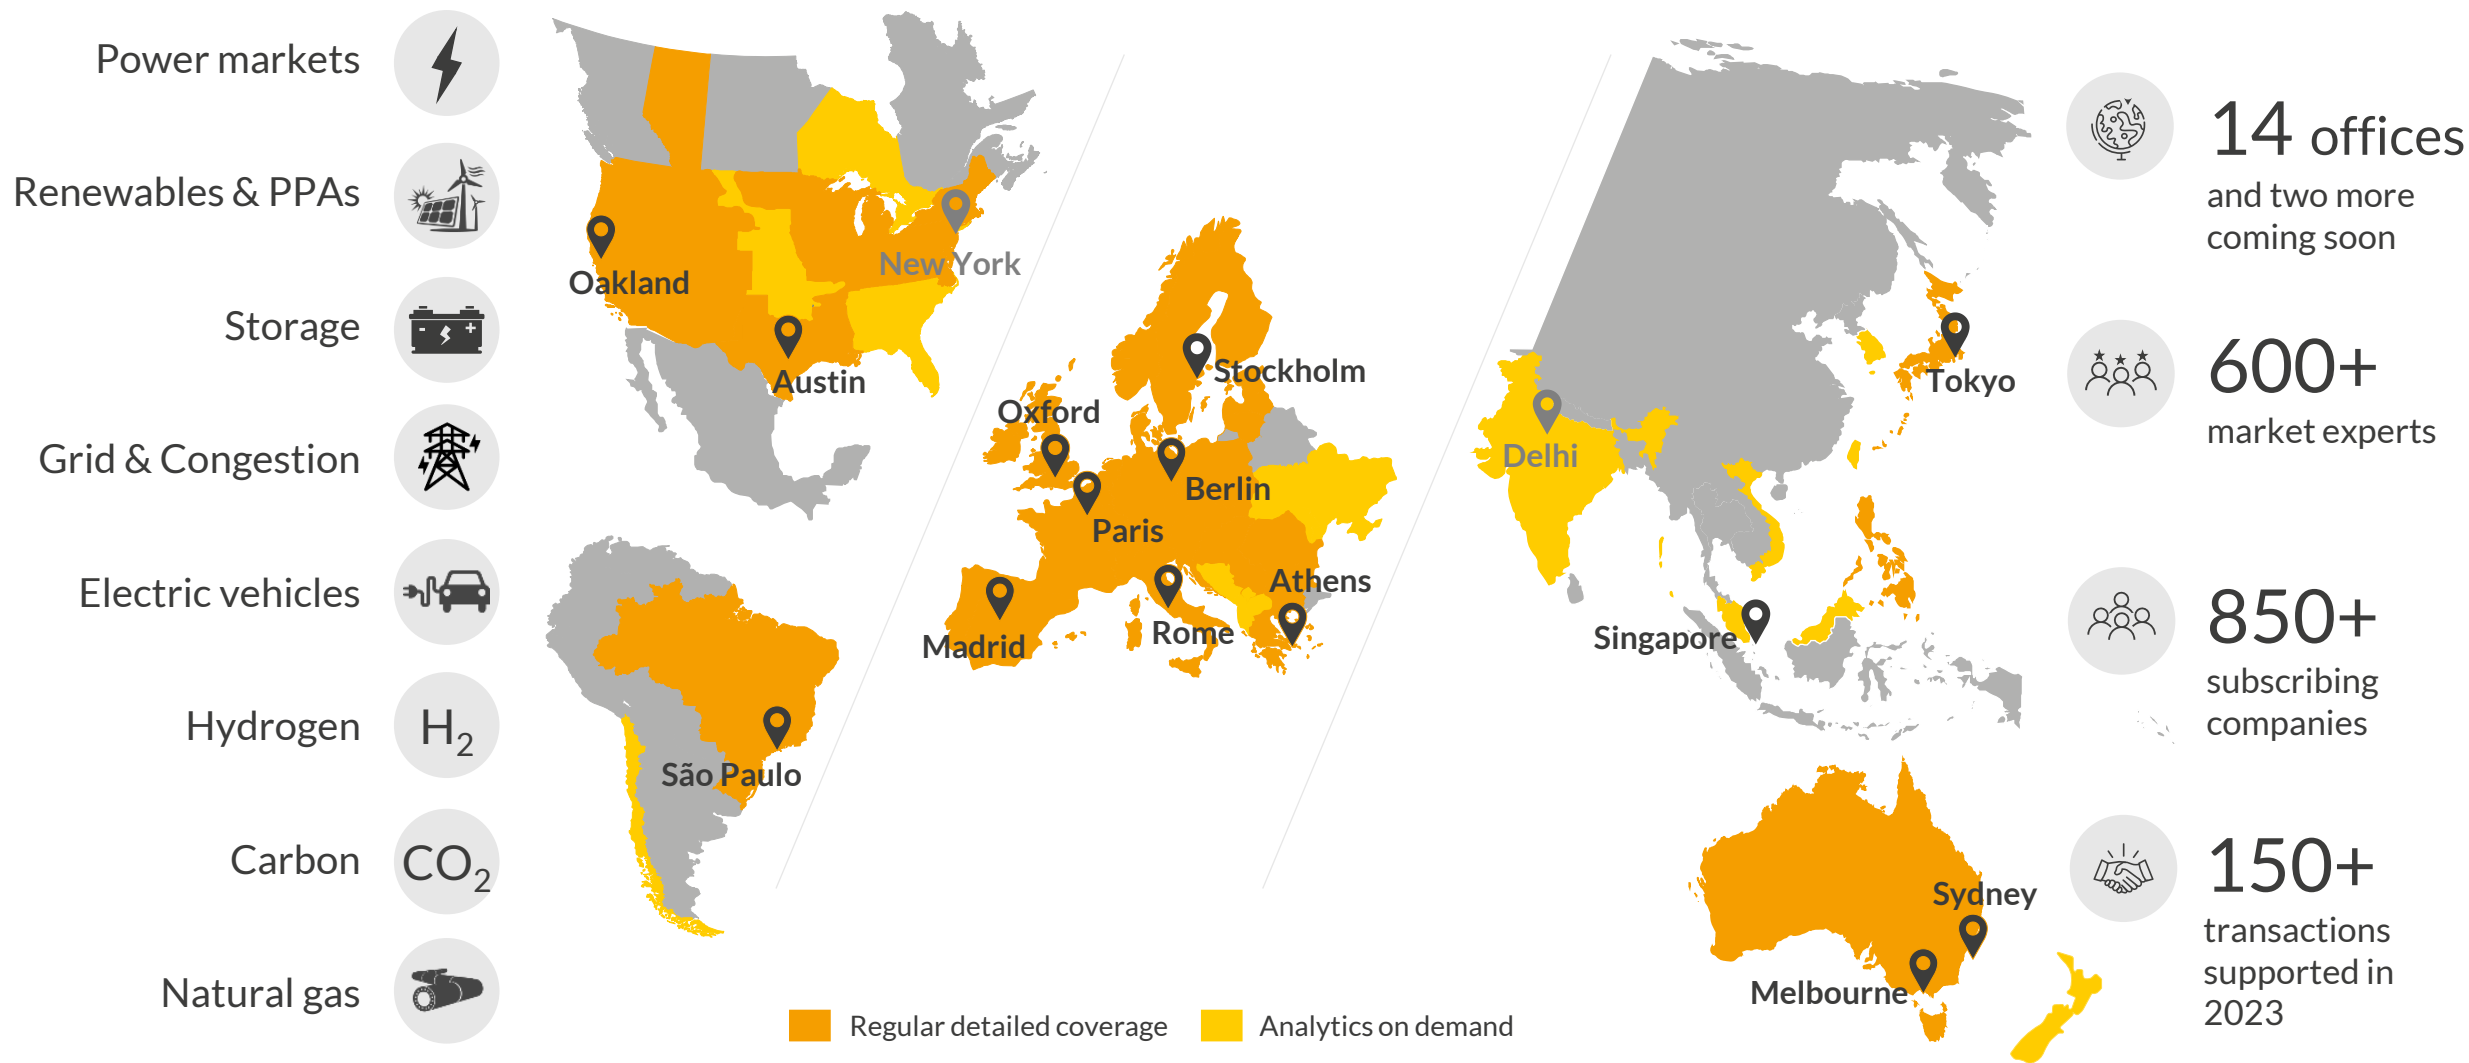 Power markets
Renewables & PPAs
Storage
- +
Grid & Congestion
Electric vehicles
Hydrogen
H₂
Carbon
CO₂
Natural gas
Oakland
New York
Austin
São Paulo
Stockholm
Oxford
Berlin
Paris
Athens
Madrid
Rome
Tokyo
Delhi
Singapore
Sydney
Melbourne
Regular detailed coverage
Analytics on demand
14 offices
and two more
coming soon
600+
market experts
850+
subscribing
companies
150+
transactions
supported in
2023